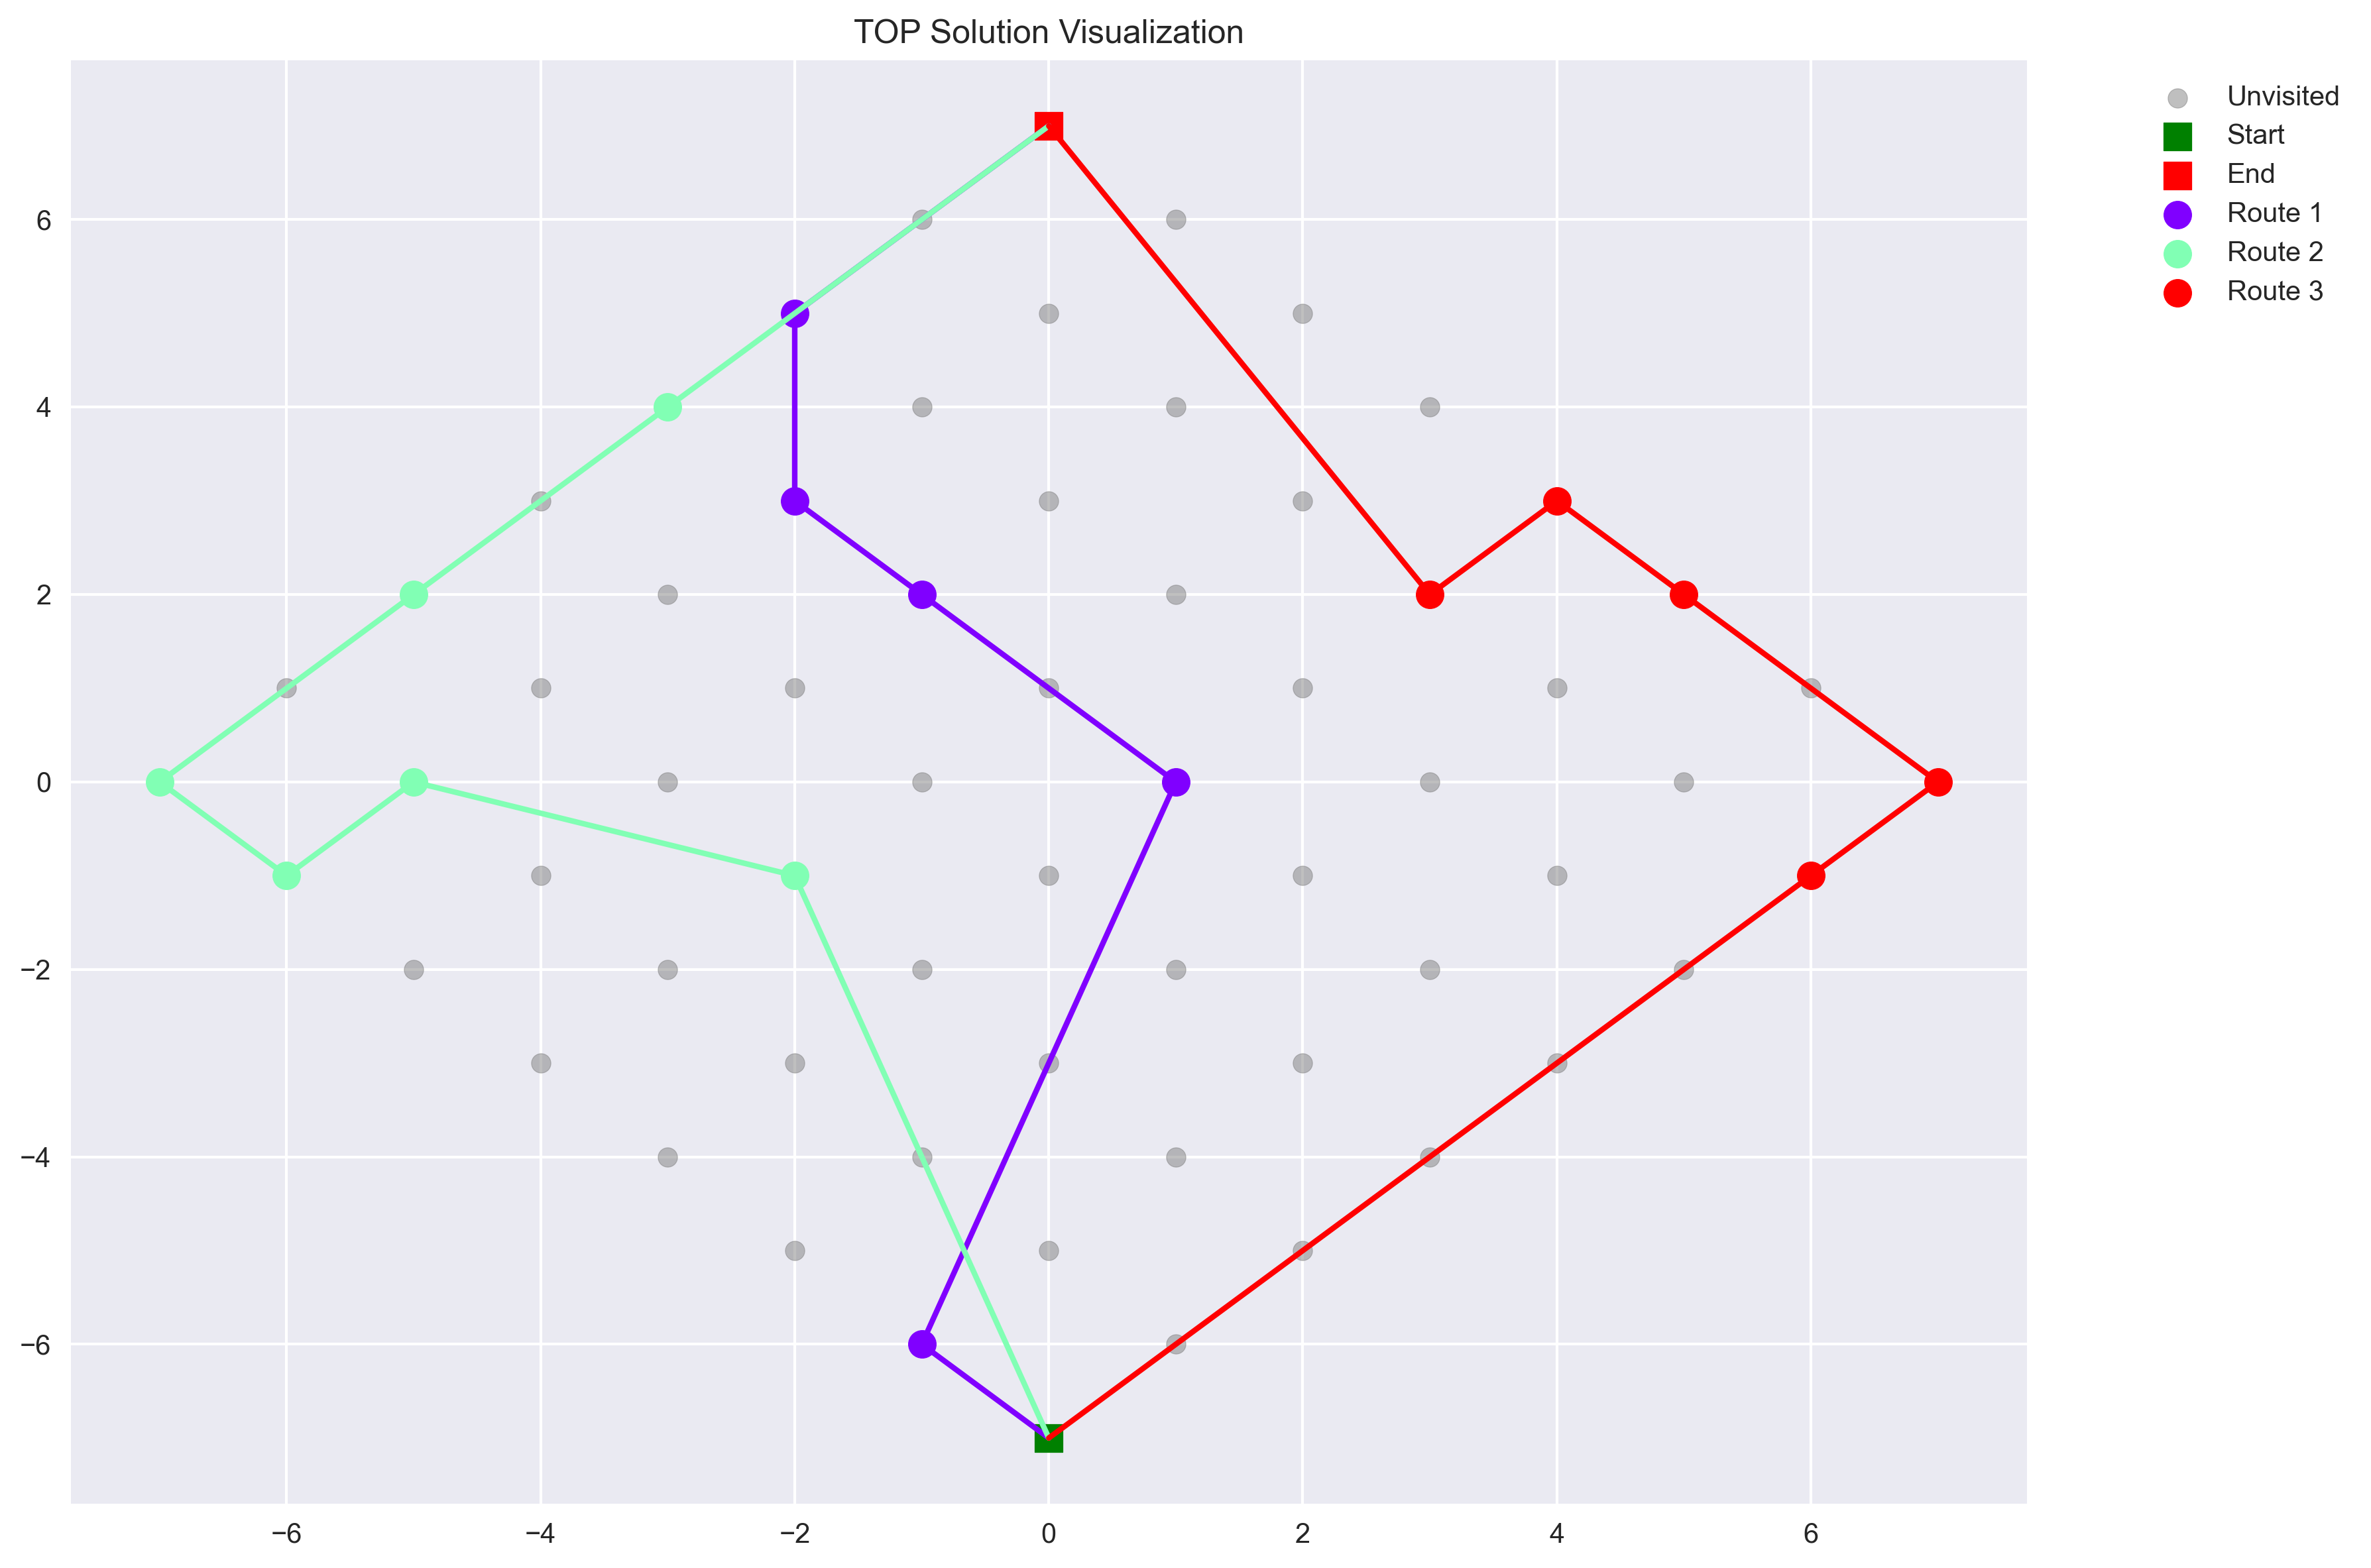 TOP Solution Visualization
Unvisited
Start
End
Route 1
Route 2
Route 3
6
4
2
0
−2
−4
−6
−6 −4 −2 0 2 4 6